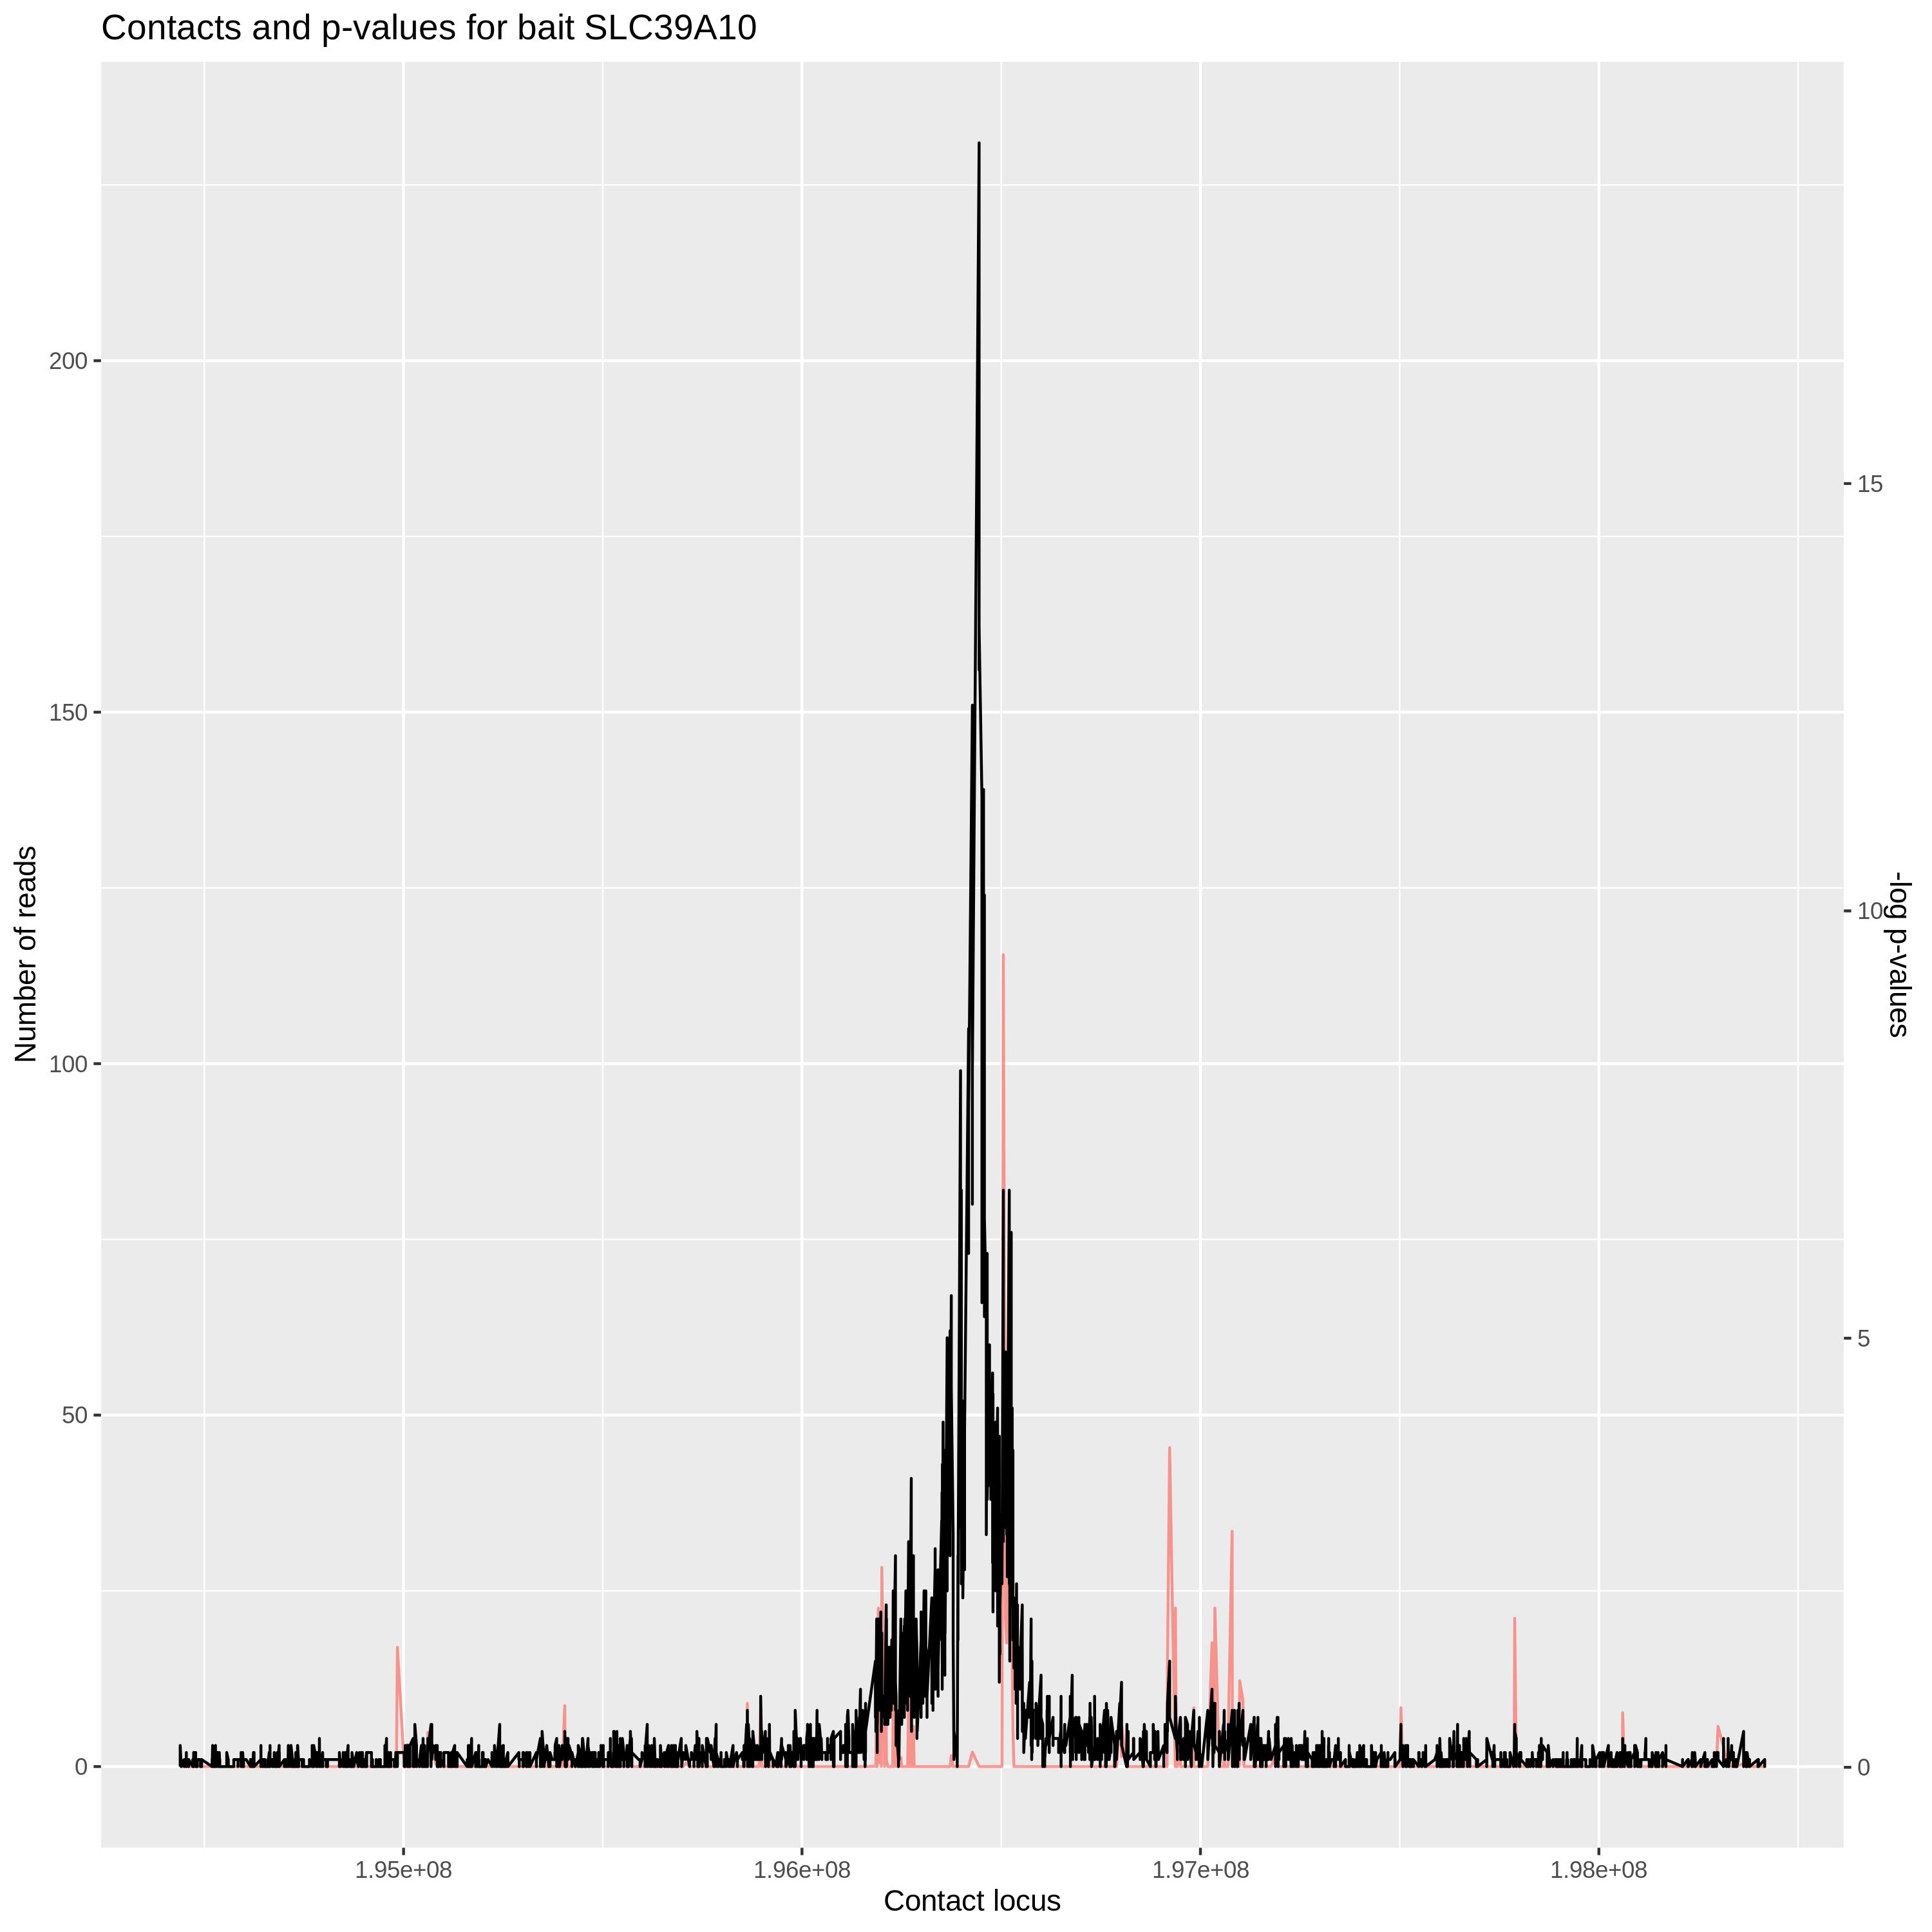 Contacts and p-values for bait SLC39A10
200
150
100
50
0
Number of reads
15
10
5
0
-log p-values
1.95e+08
1.96e+08
1.97e+08
1.98e+08
Contact locus